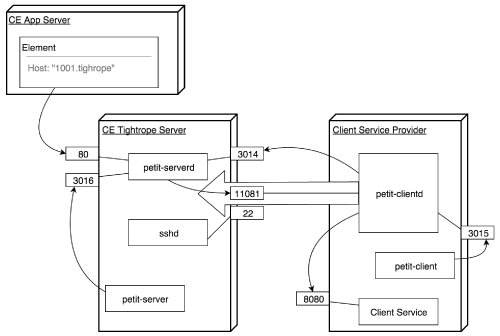 CE App Server
Element
Host: "1001.tighrope"
CE Tightrope Server
Client Service Provider
80
petit-serverd
3014
3016
11081
petit-clientd
22
sshd
3015
petit-client
petit-server
8080
Client Service